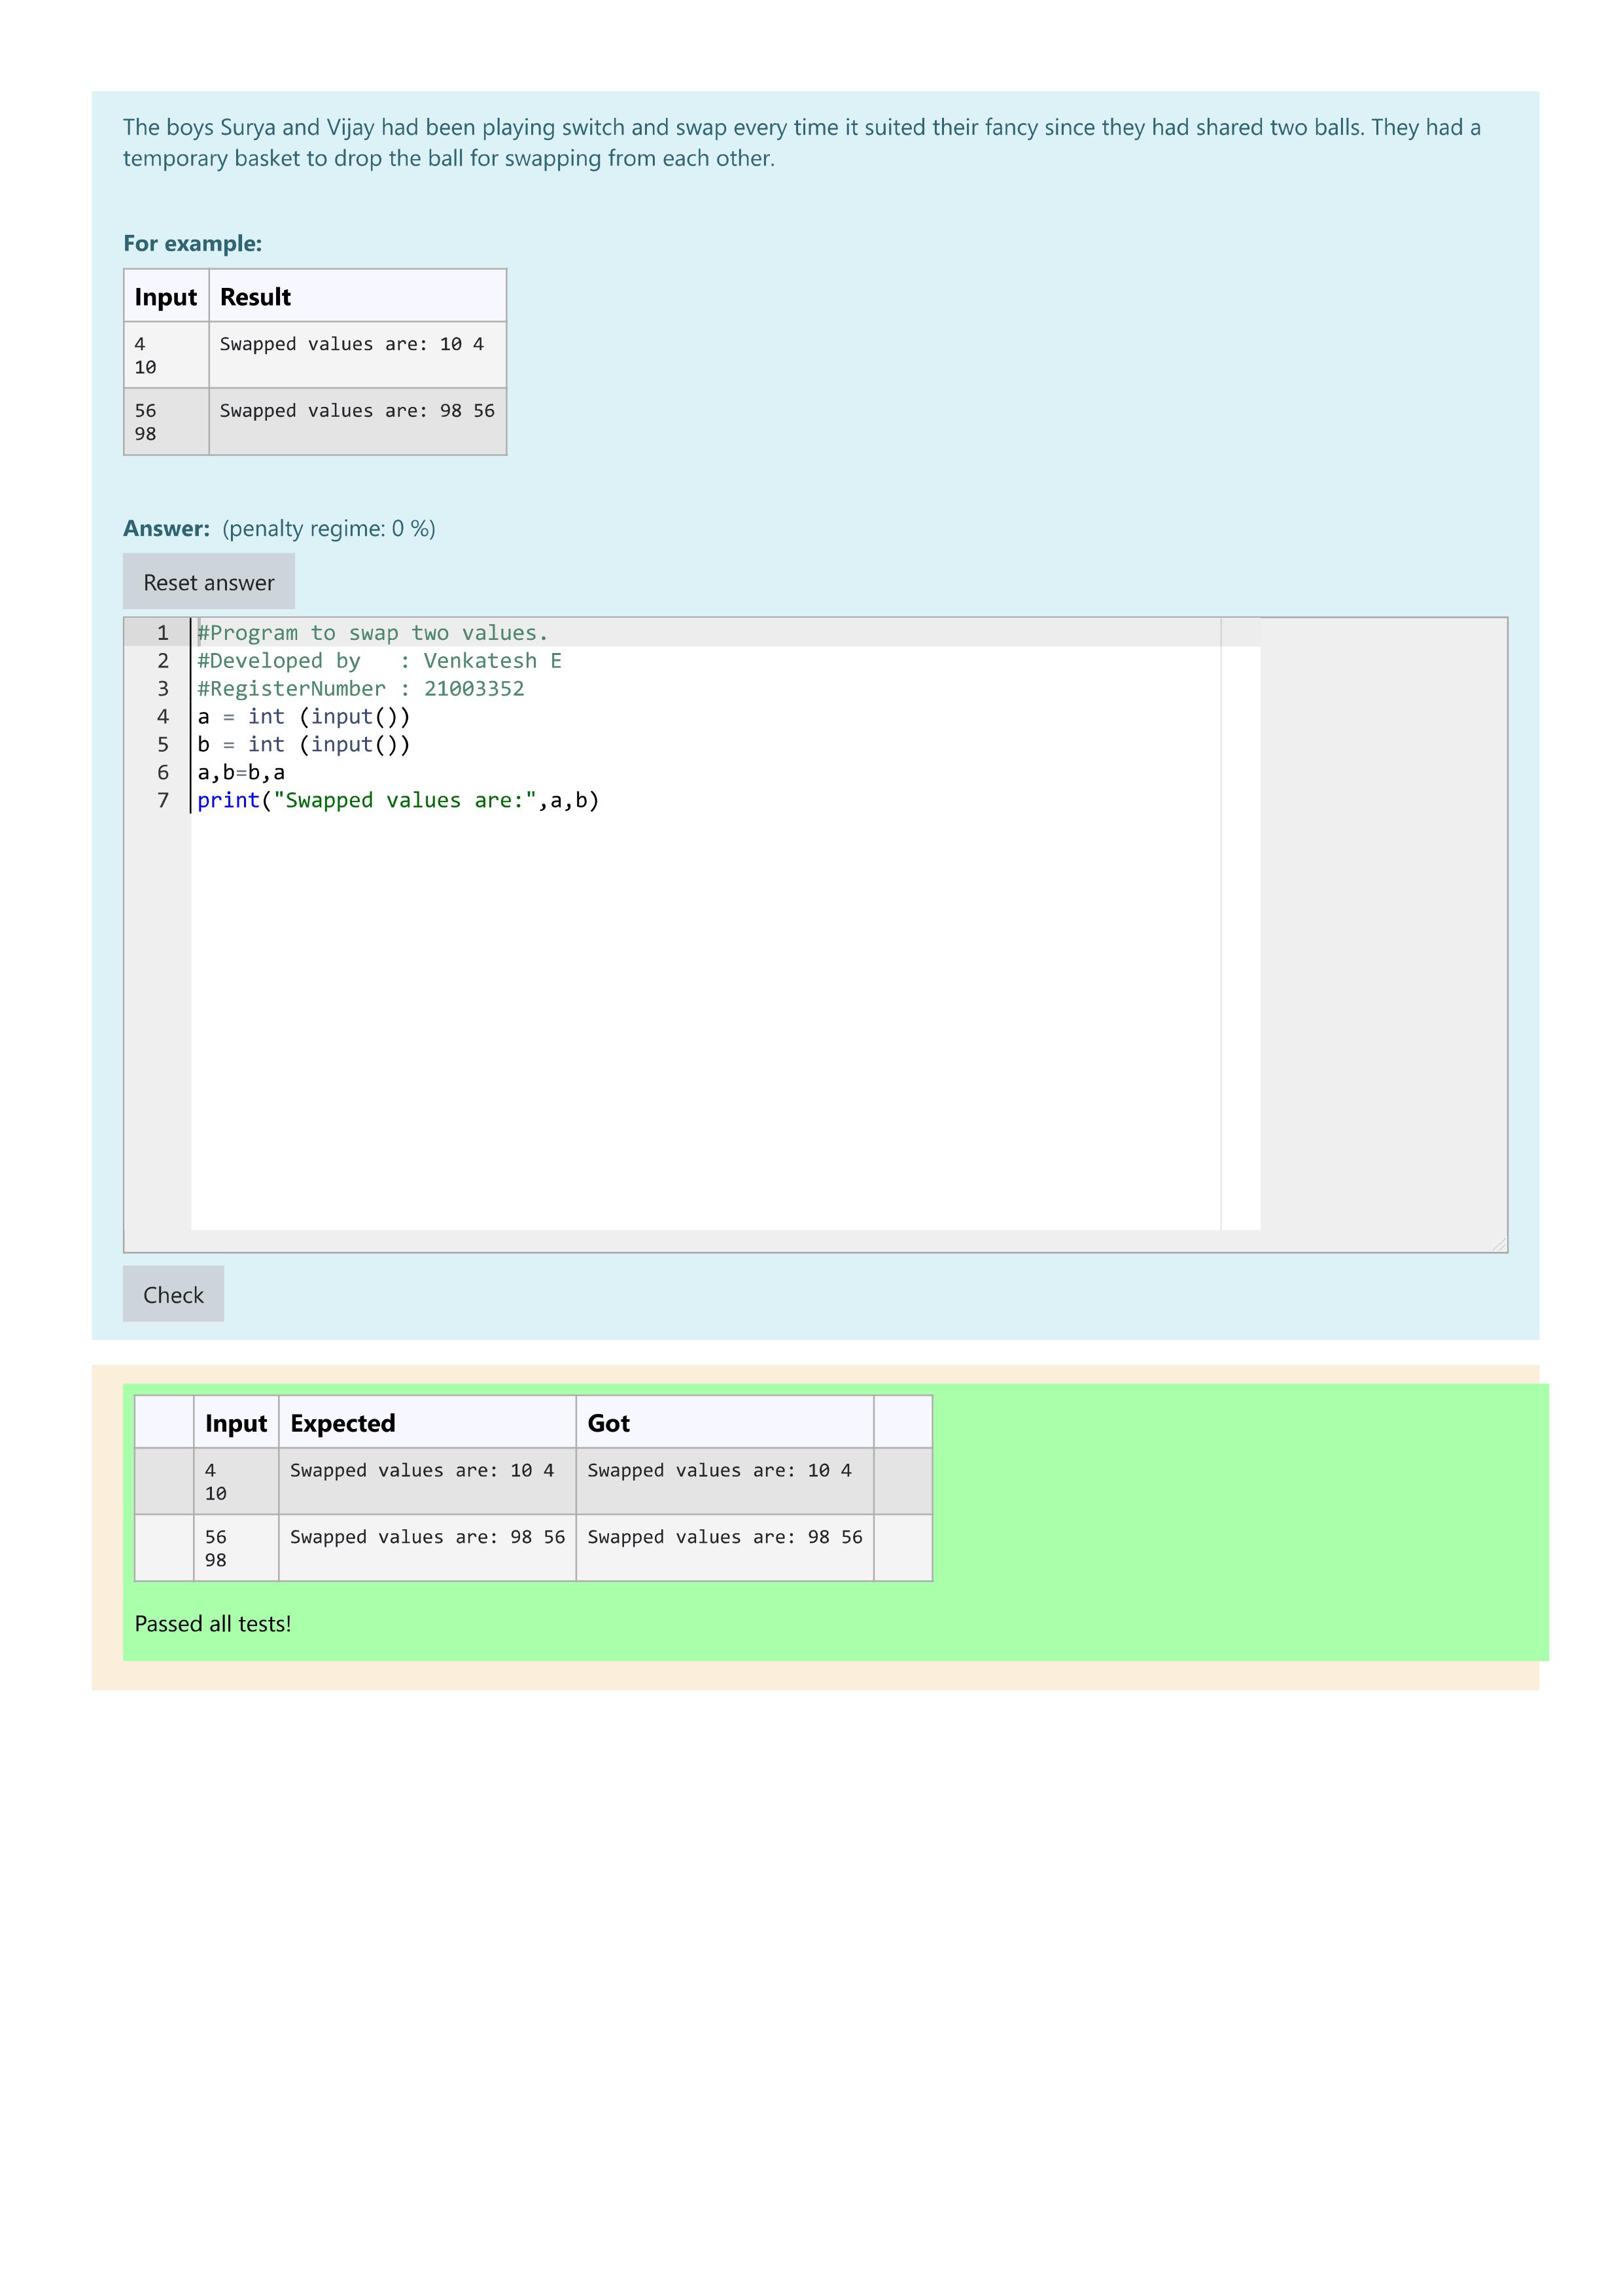 The boys Surya and Vijay had been playing switch and swap every time it suited their fancy since they had shared two balls. They had a
temporary basket to drop the ball for swapping from each other.
For example:
Input Result
4 Swapped values are: 10 4
10
56 Swapped values are: 98 56
98
Answer: (penalty regime: 0 %)
Reset answer
1 #Program to swap two values.
2 #Developed by   : Venkatesh E
3 #RegisterNumber : 21003352
4 a = int (input())
5 b = int (input())
6 a,b=b,a
7 print("Swapped values are:",a,b)
Check
Input Expected Got
4 Swapped values are: 10 4 Swapped values are: 10 4
10
56 Swapped values are: 98 56 Swapped values are: 98 56
98
Passed all tests!